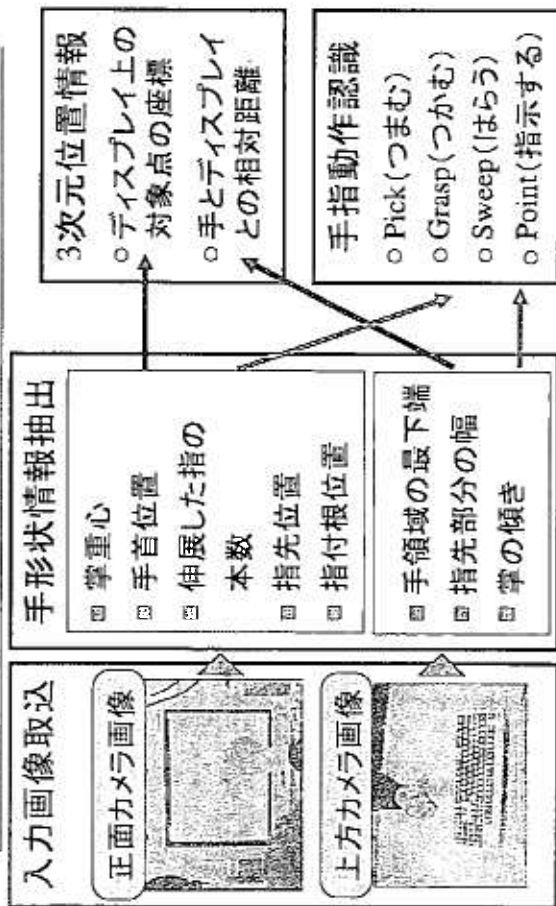 入力画像取込
正面カメラ画像
上方カメラ画像
手形状情報抽出
掌重心
手首位置
伸展した指の
本数
指先位置
指付根位置
手領域の最下端
指先部分の幅
掌の傾き
3次元位置情報
○ディスプレイ上の
対象点の座標
○手とディスプレイ
との相対距離
手指動作認識
○Pick(つまむ)
○Grasp(つかむ)
○Sweep(はらう)
○Point(指示する)